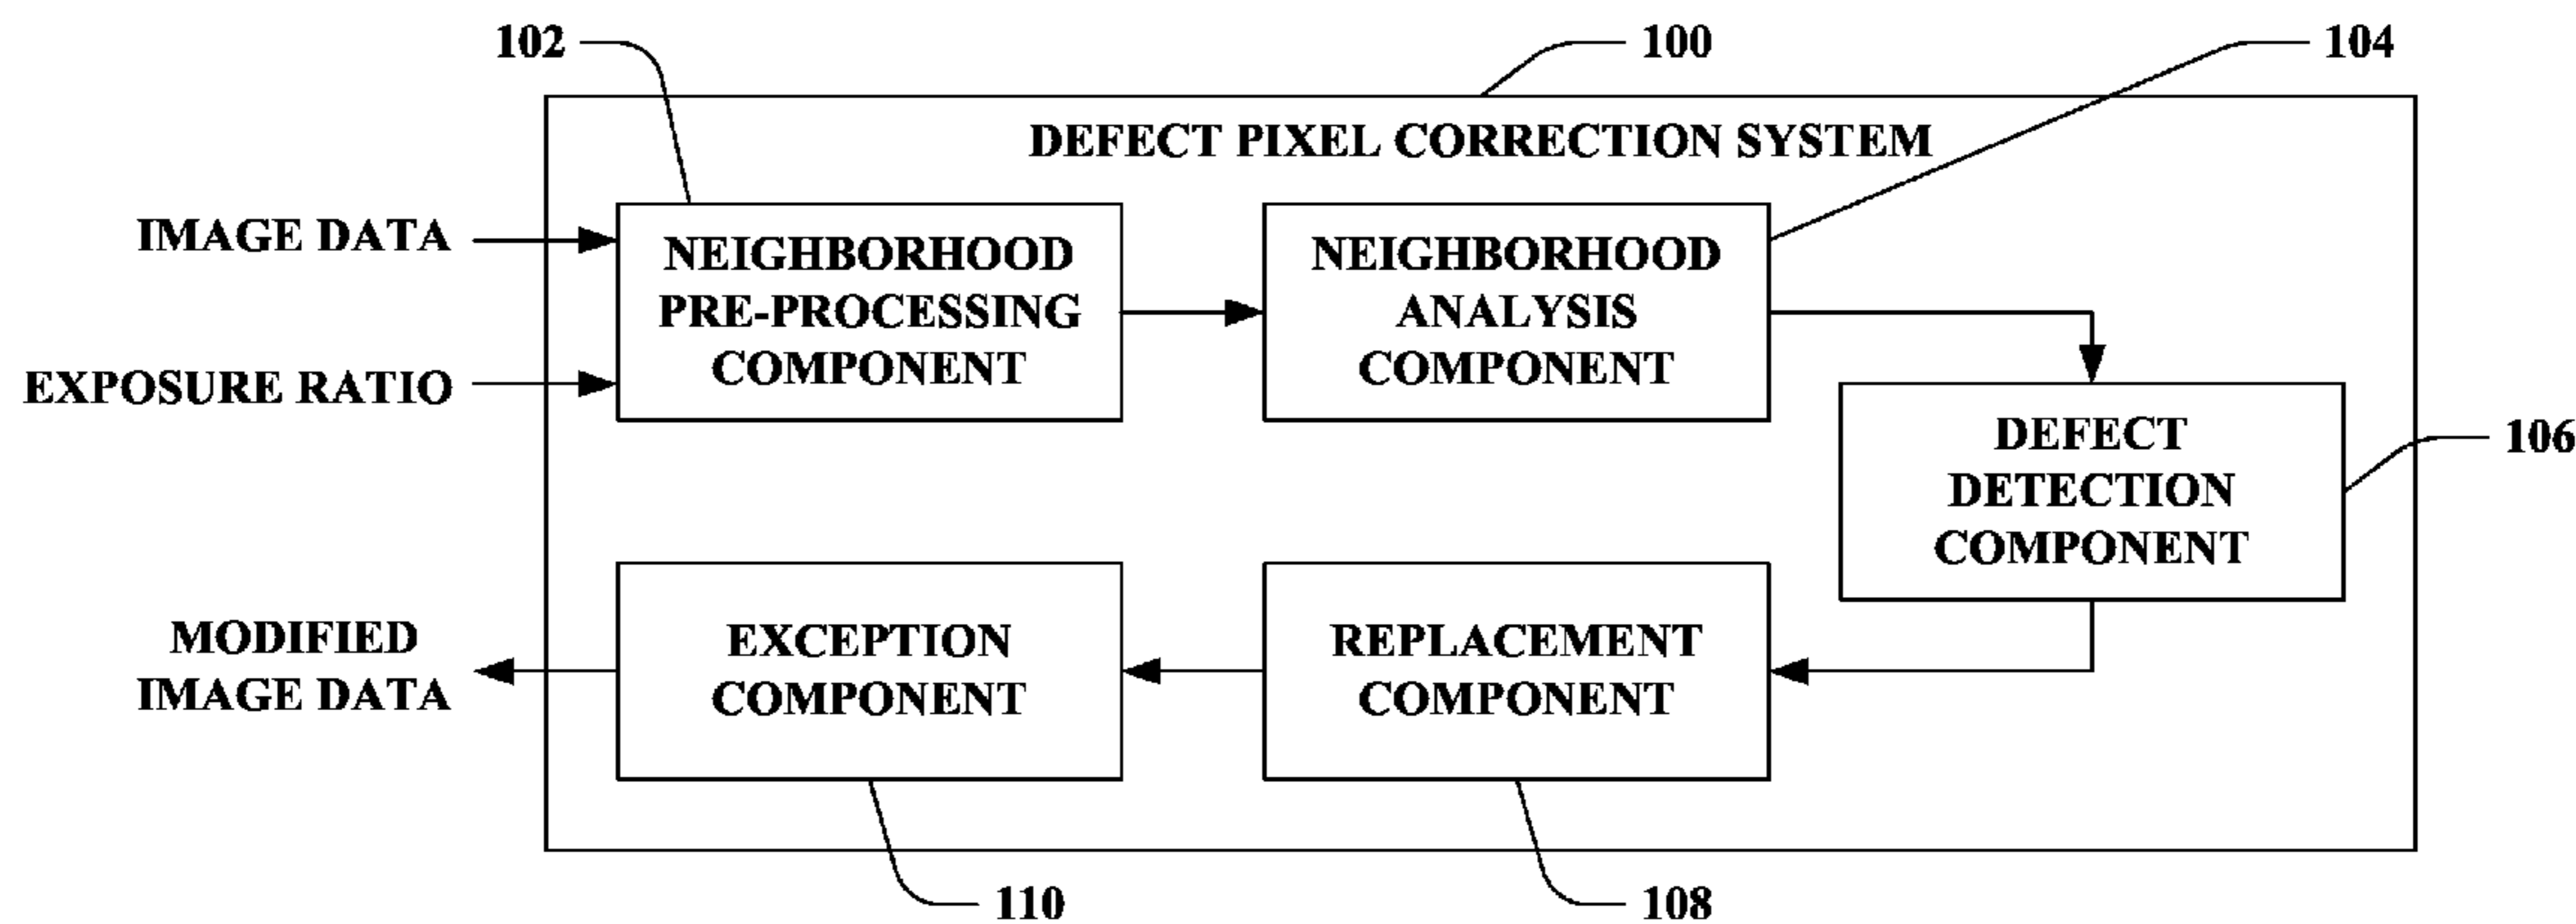 102
100
104
DEFECT PIXEL CORRECTION SYSTEM
IMAGE DATA
EXPOSURE RATIO
NEIGHBORHOOD
PRE-PROCESSING
COMPONENT
NEIGHBORHOOD
ANALYSIS
COMPONENT
DEFECT
DETECTION
COMPONENT
106
MODIFIED
IMAGE DATA
EXCEPTION
COMPONENT
REPLACEMENT
COMPONENT
110
108